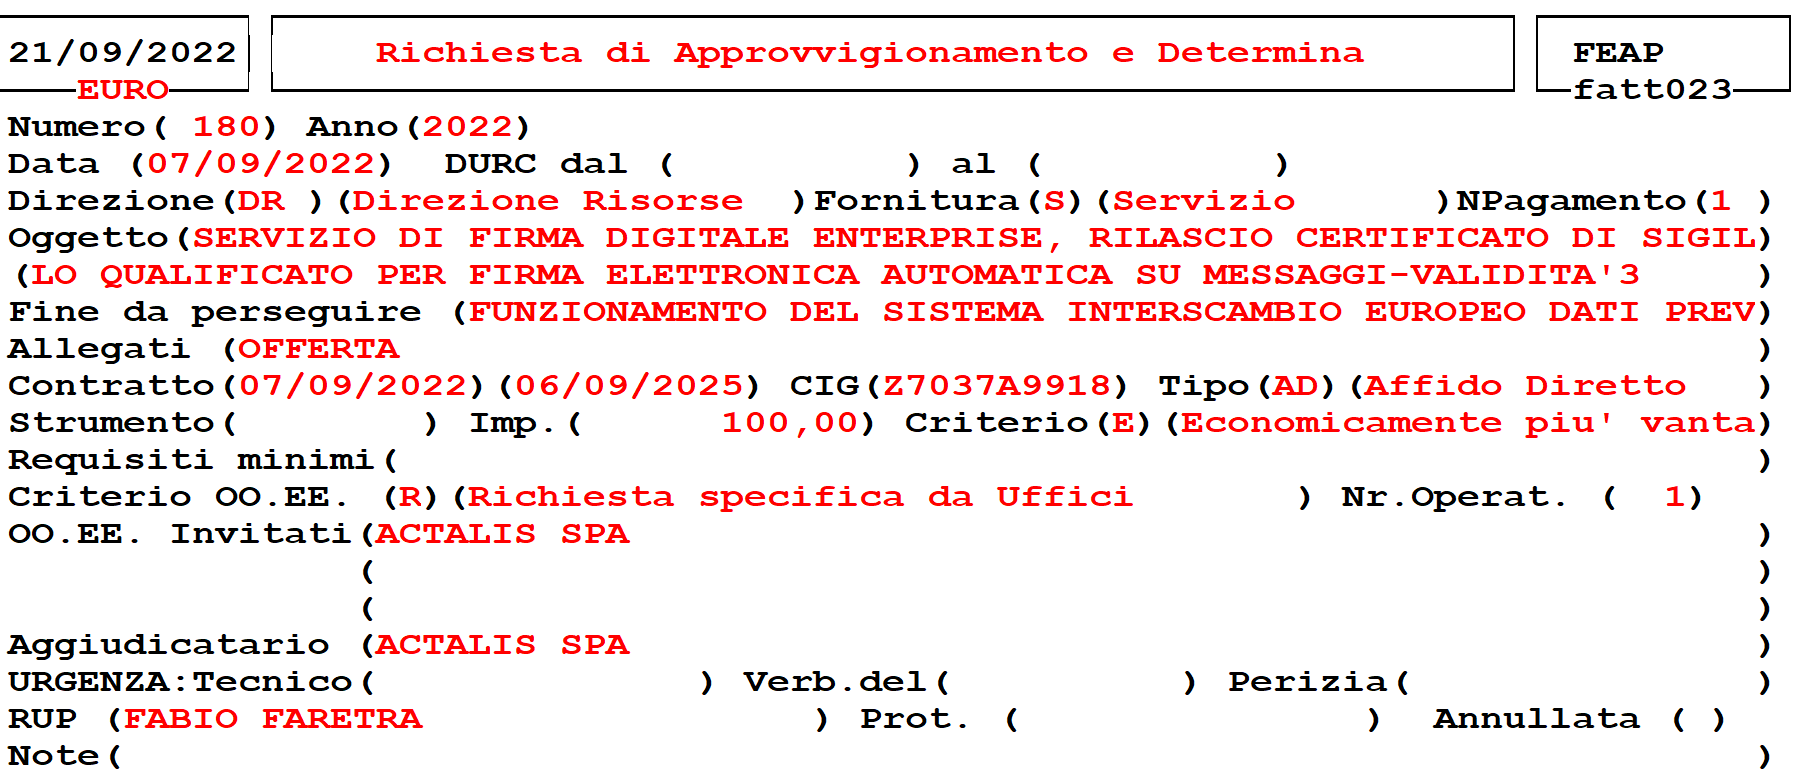 21/09/2022 Richiesta di Approvvigionamento e Determina FEAP
EURO fatt023
Numero( 180) Anno(2022)
Data (07/09/2022) DURC dal ( ) al ( )
Direzione(DR )(Direzione Risorse )Fornitura(S)(Servizio )NPagamento(1 )
Oggetto(SERVIZIO DI FIRMA DIGITALE ENTERPRISE, RILASCIO CERTIFICATO DI SIGIL)
(LO QUALIFICATO PER FIRMA ELETTRONICA AUTOMATICA SU MESSAGGI-VALIDITA'3 )
Fine da perseguire (FUNZIONAMENTO DEL SISTEMA INTERSCAMBIO EUROPEO DATI PREV)
Allegati (OFFERTA )
Contratto(07/09/2022)(06/09/2025) CIG(Z7037A9918) Tipo(AD)(Affido Diretto )
Strumento( ) Imp.( 100,00) Criterio(E)(Economicamente piu' vanta)
Requisiti minimi( )
Criterio OO.EE. (R)(Richiesta specifica da Uffici ) Nr.Operat. ( 1)
OO.EE. Invitati(ACTALIS SPA )
( )
( )
Aggiudicatario (ACTALIS SPA )
URGENZA:Tecnico( ) Verb.del( ) Perizia( )
RUP (FABIO FARETRA ) Prot. ( ) Annullata ( )
Note( )